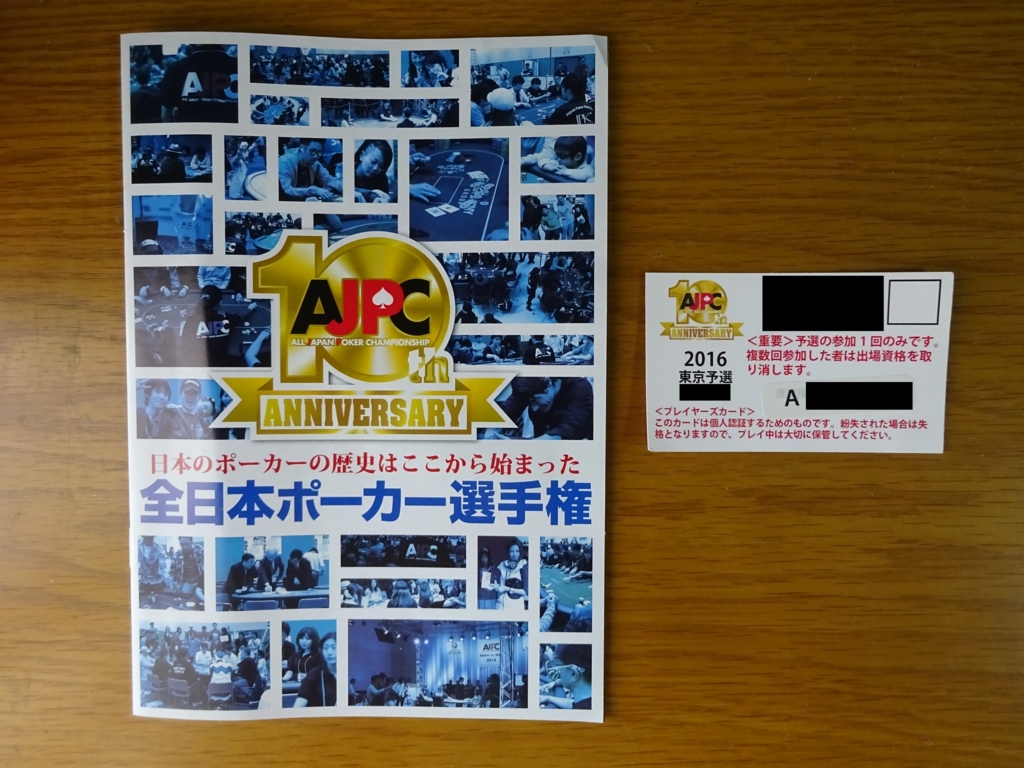 AJPC
AJPC
10th
AJPC
ALL JAPAN POKER CHAMPIONSHIP
ANNIVERSARY
日本のポーカーの歴史はここから始まった
全日本ポーカー選手権
AJPC
AJPC
10th
AJPC
ANNIVERSARY
2016
東京予選
<重要>予選の参加1回のみです。
複数回参加した者は出場資格を取
り消します。
A
<プレイヤーズカード>
このカードは個人認証するためのものです。紛失された場合は失
格となりますので、プレイ中は大切に保管してください。